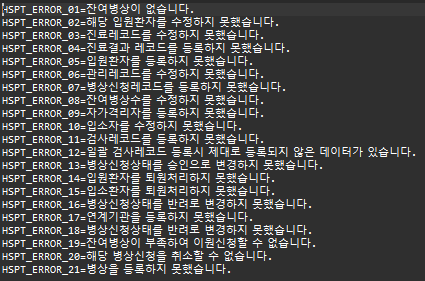 HSPT_ERROR_01=잔여병상이 없습니다.
HSPT_ERROR_02=해당 입원환자를 수정하지 못했습니다.
HSPT_ERROR_03=진료레코드를 수정하지 못했습니다.
HSPT_ERROR_04=진료결과 레코드를 등록하지 못했습니다.
HSPT_ERROR_05=입원환자를 등록하지 못했습니다.
HSPT_ERROR_06=관리레코드를 수정하지 못했습니다.
HSPT_ERROR_07=병상신청레코드를 등록하지 못했습니다.
HSPT_ERROR_08=잔여병상수를 수정하지 못했습니다.
HSPT_ERROR_09=자가격리자를 등록하지 못했습니다.
HSPT_ERROR_10=입소자를 수정하지 못했습니다.
HSPT_ERROR_11=검사레코드를 등록하지 못했습니다.
HSPT_ERROR_12=일괄 검사레코드 등록시 제대로 등록되지 않은 데이터가 있습니다.
HSPT_ERROR_13=병상신청상태를 승인으로 변경하지 못했습니다.
HSPT_ERROR_14=입원환자를 퇴원처리하지 못했습니다.
HSPT_ERROR_15=입소환자를 퇴원처리하지 못했습니다.
HSPT_ERROR_16=병상신청상태를 반려로 변경하지 못했습니다.
HSPT_ERROR_17=연계기관을 등록하지 못했습니다.
HSPT_ERROR_18=병상신청상태를 반려로 변경하지 못했습니다.
HSPT_ERROR_19=잔여병상이 부족하여 이원신청할 수 없습니다.
HSPT_ERROR_20=해당 병상신청을 취소할 수 없습니다.
HSPT_ERROR_21=병상을 등록하지 못했습니다.